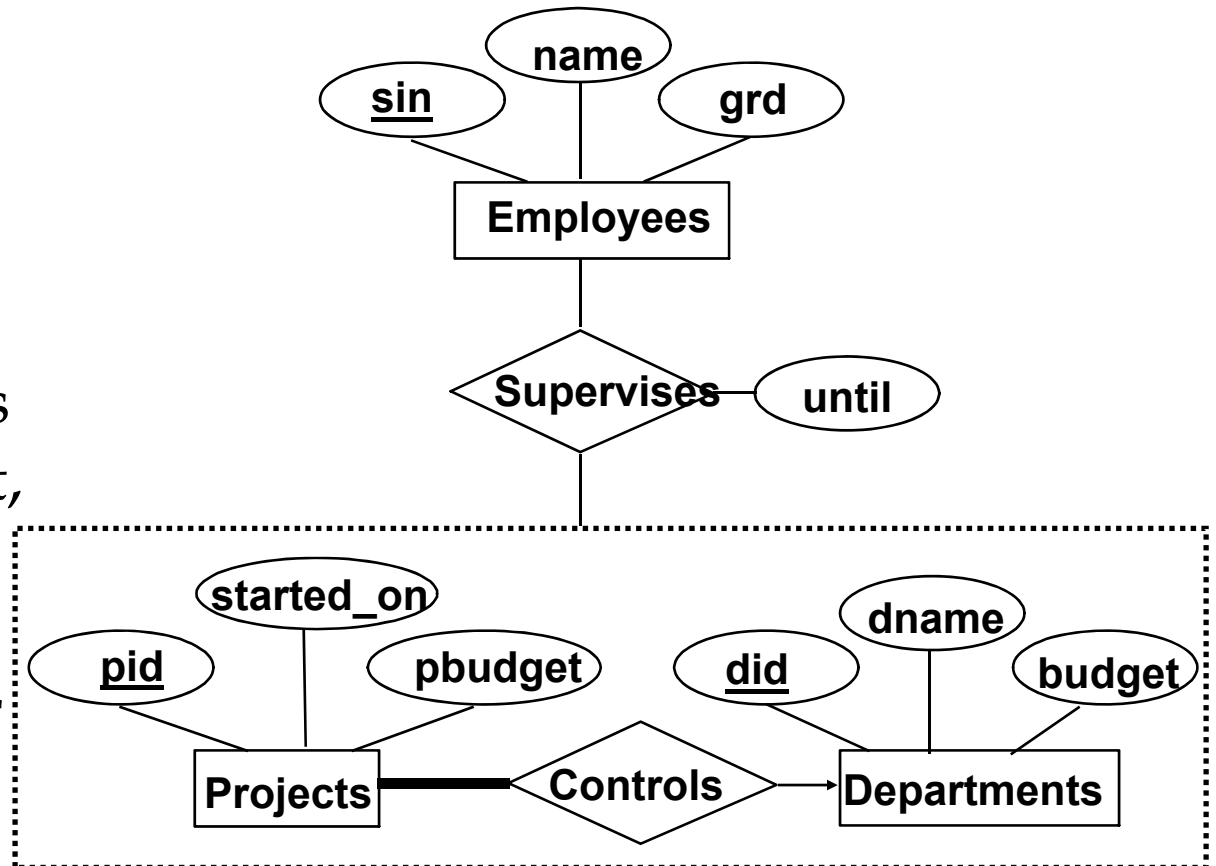 name
sin
grd
Employees
Supervises
until
s
t,
started_on
dname
pid
pbudget
did
budget
Projects
Controls
Departments